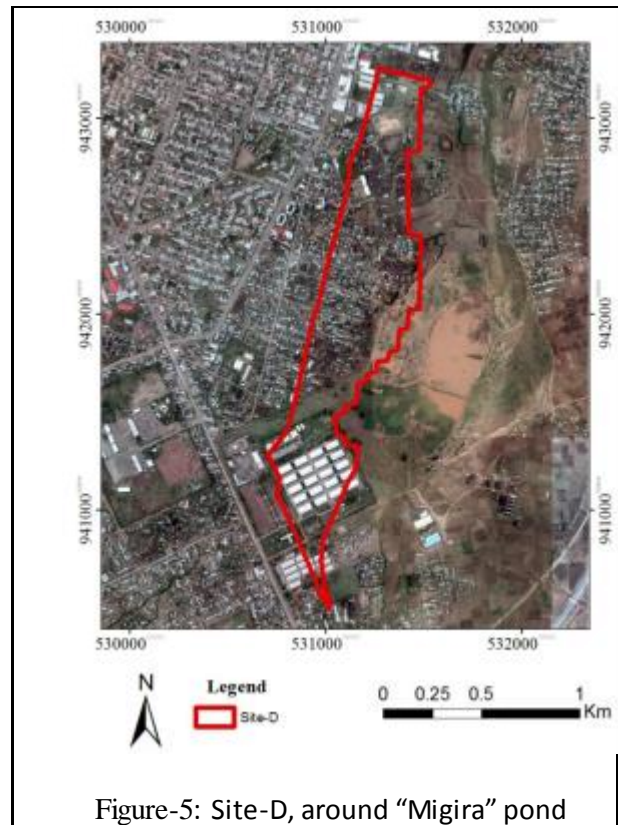 530000 531000 532000
943000 943000
942000 942000
941000 941000
530000 531000 532000
N
Legend
Site-D
0 0.25 0.5 1
Km
Figure-5: Site-D, around “Migira” pond